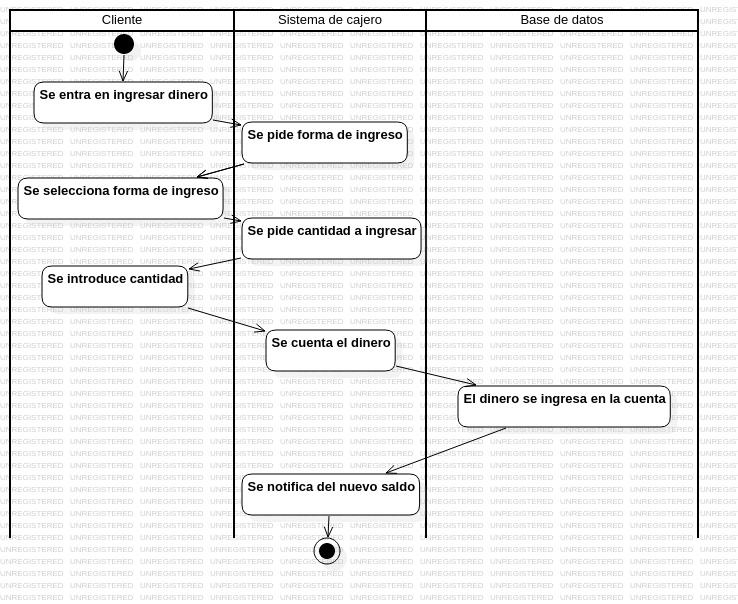 Cliente
Sistema de cajero
Base de datos
Se entra en ingresar dinero
Se pide forma de ingreso
Se selecciona forma de ingreso
Se pide cantidad a ingresar
Se introduce cantidad
Se cuenta el dinero
El dinero se ingresa en la cuenta
Se notifica del nuevo saldo
UNREGISTERED